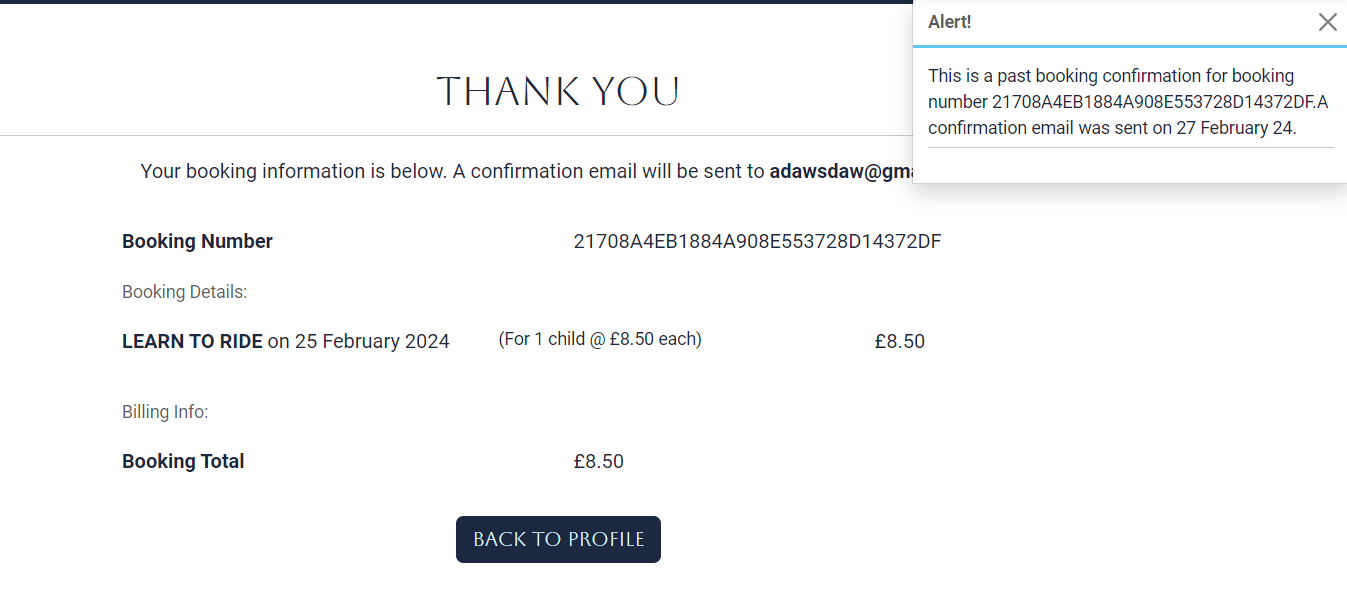 Alert!
This is a past booking confirmation for booking
number 21708A4EB1884A908E553728D14372DF.A
confirmation email was sent on 27 February 24.
THANK YOU
Your booking information is below. A confirmation email will be sent to adawsdaw@gma
Booking Number 21708A4EB1884A908E553728D14372DF
Booking Details:
LEARN TO RIDE on 25 February 2024 (For 1 child @ £8.50 each) £8.50
Billing Info:
Booking Total £8.50
BACK TO PROFILE